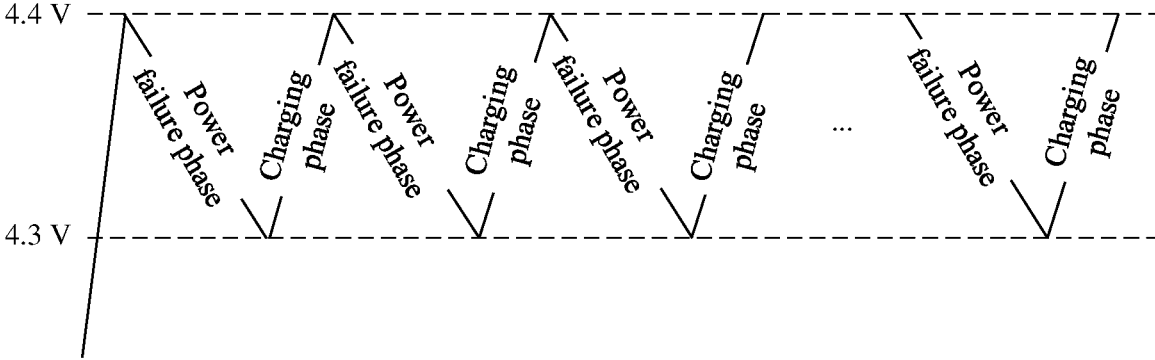 4.4 V
Power
failure phase
Charging
phase
Power
failure phase
Charging
phase
Power
failure phase
Charging
phase
...
Power
failure phase
Charging
phase
4.3 V